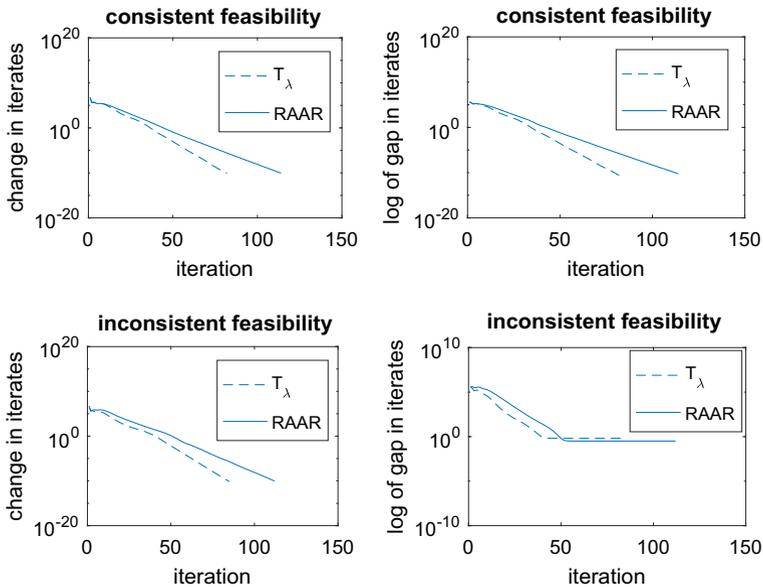 consistent feasibility
change in iterates
10^20
10^0
10^-20
T_λ
RAAR
0 50 100 150
iteration
consistent feasibility
log of gap in iterates
10^20
10^0
10^-20
T_λ
RAAR
0 50 100 150
iteration
inconsistent feasibility
change in iterates
10^20
10^0
10^-20
T_λ
RAAR
0 50 100 150
iteration
inconsistent feasibility
log of gap in iterates
10^10
10^0
10^-10
T_λ
RAAR
0 50 100 150
iteration